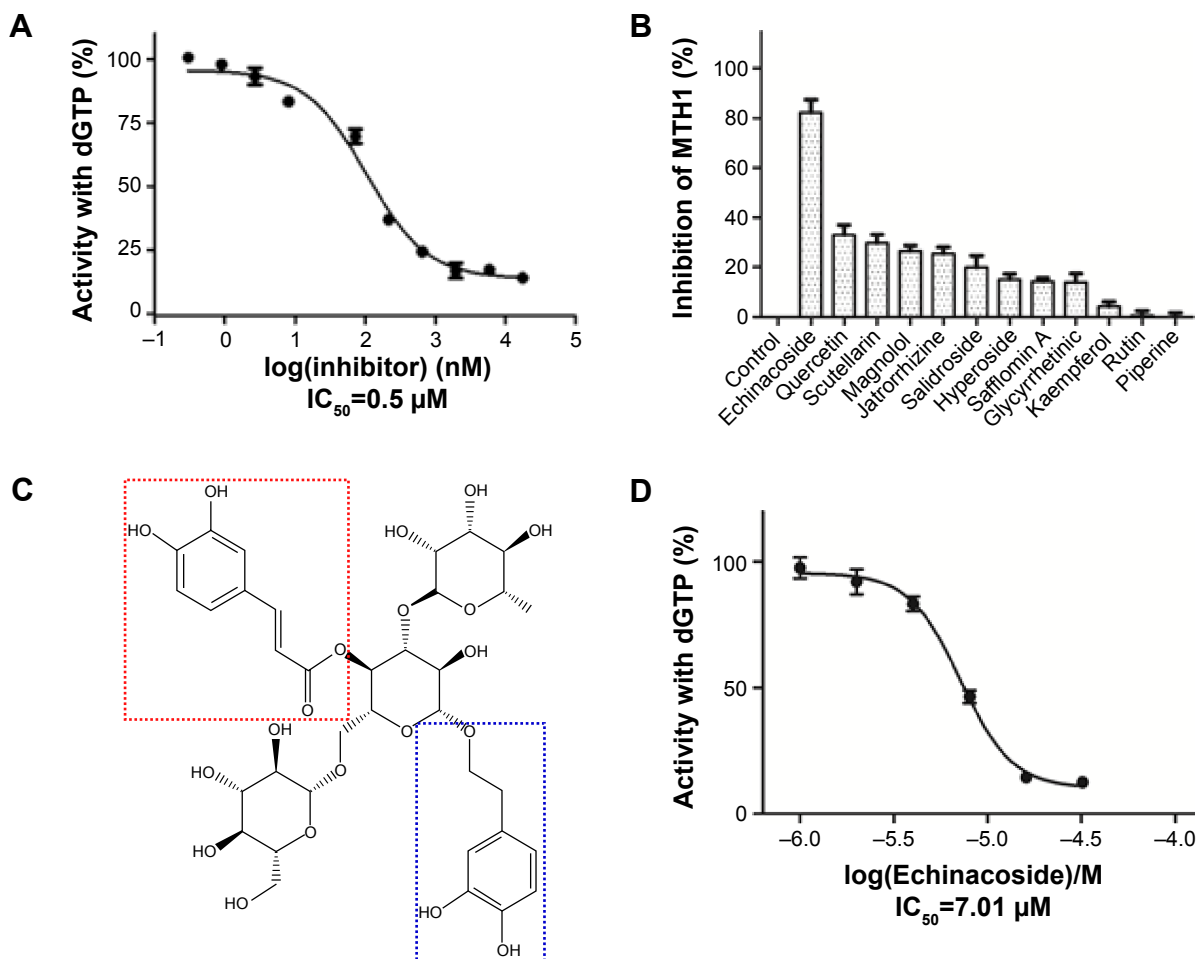 A
Activity with dGTP (%)
100
75
50
25
0
–1
0
1
2
3
4
5
log(inhibitor) (nM)
IC50=0.5 µM
B
Inhibition of MTH1 (%)
100
80
60
40
20
0
Control
Echinacoside
Quercetin
Scutellarin
Magnolol
Jatrorrhizine
Salidroside
Hyperoside
Safflomin A
Glycyrrhetinic
Kaempferol
Rutin
Piperine
C
OH
HO
OH
HO
OH
O
O
O
OH
O
O
OH
O
O
HO
O
HO
O
HO
HO
HO
OH
D
Activity with dGTP (%)
100
50
0
–6.0
–5.5
–5.0
–4.5
–4.0
log(Echinacoside)/M
IC50=7.01 µM